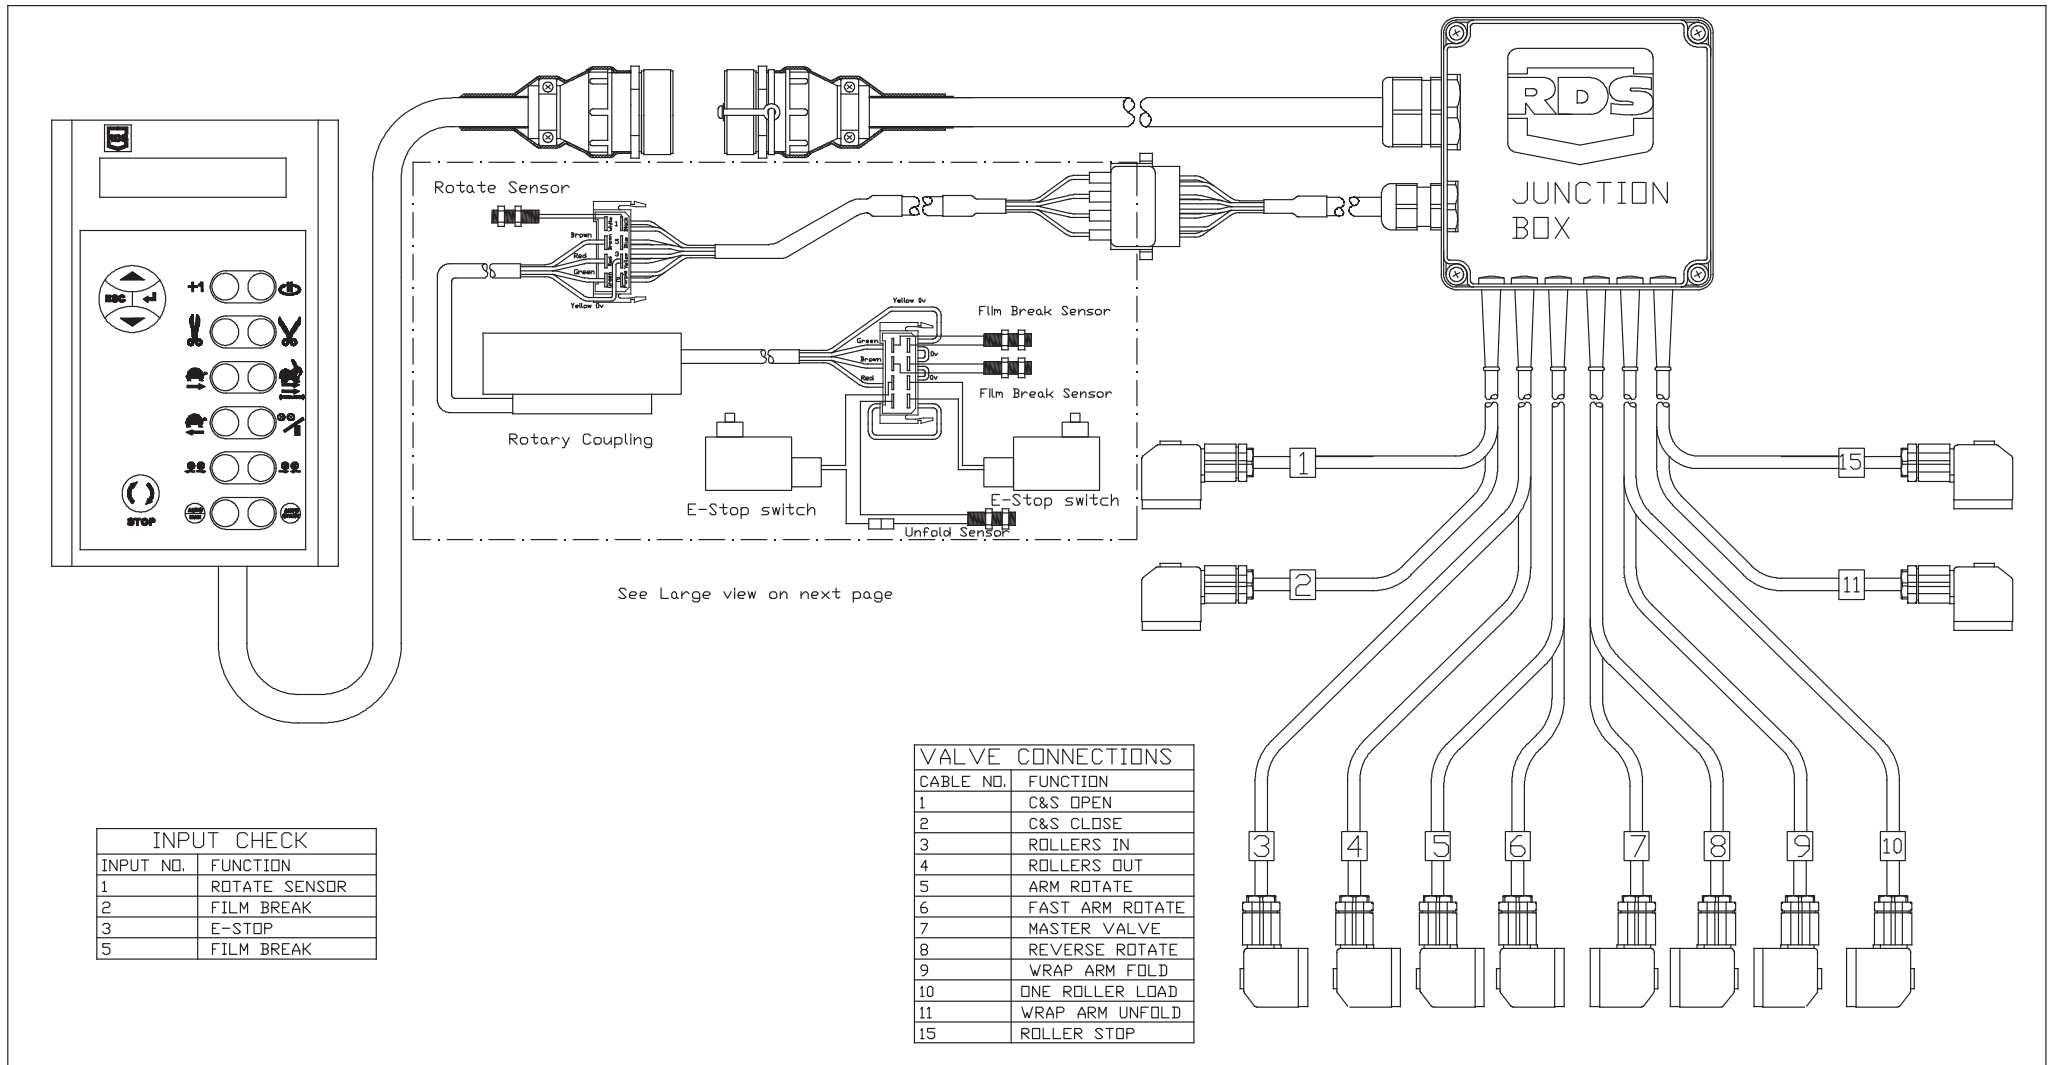 RDS
ESC
+1
STOP
Rotate Sensor
Brown
Red
Green
Yellow 0v
Rotary Coupling
Yellow 0v
Green
Brown
Red
0v
0v
Film Break Sensor
Film Break Sensor
E-Stop switch
E-Stop switch
Unfold Sensor
See Large view on next page
RDS
JUNCTION
BOX
1
2
15
11
3
4
5
6
7
8
9
10
INPUT CHECK
INPUT NO. FUNCTION
1 ROTATE SENSOR
2 FILM BREAK
3 E-STOP
5 FILM BREAK
VALVE CONNECTIONS
CABLE NO. FUNCTION
1 C&S OPEN
2 C&S CLOSE
3 ROLLERS IN
4 ROLLERS OUT
5 ARM ROTATE
6 FAST ARM ROTATE
7 MASTER VALVE
8 REVERSE ROTATE
9 WRAP ARM FOLD
10 ONE ROLLER LOAD
11 WRAP ARM UNFOLD
15 ROLLER STOP